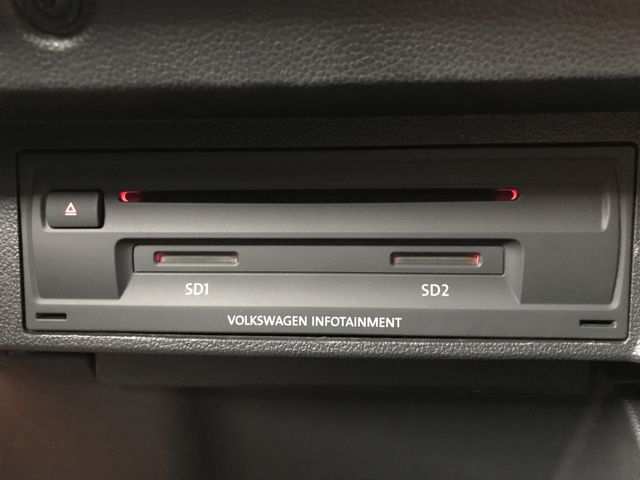 SD1 SD2
VOLKSWAGEN INFOTAINMENT